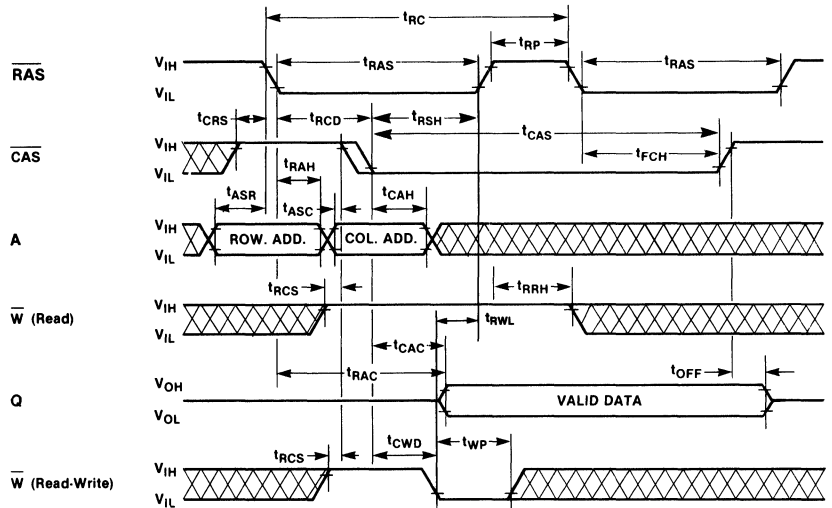 tRC
tRP
RAS
VIH
VIL
tRAS
tRAS
tCRS
tRCD
tRSH
tCAS
CAS
VIH
VIL
tRAH
tFCH
tASR
tASC
tCAH
A
VIH
VIL
ROW. ADD.
COL. ADD.
tRCS
tRRH
W (Read)
VIH
VIL
tRWL
tCAC
tRAC
tOFF
Q
VOH
VOL
VALID DATA
tRCS
tCWD
tWP
W (Read-Write)
VIH
VIL